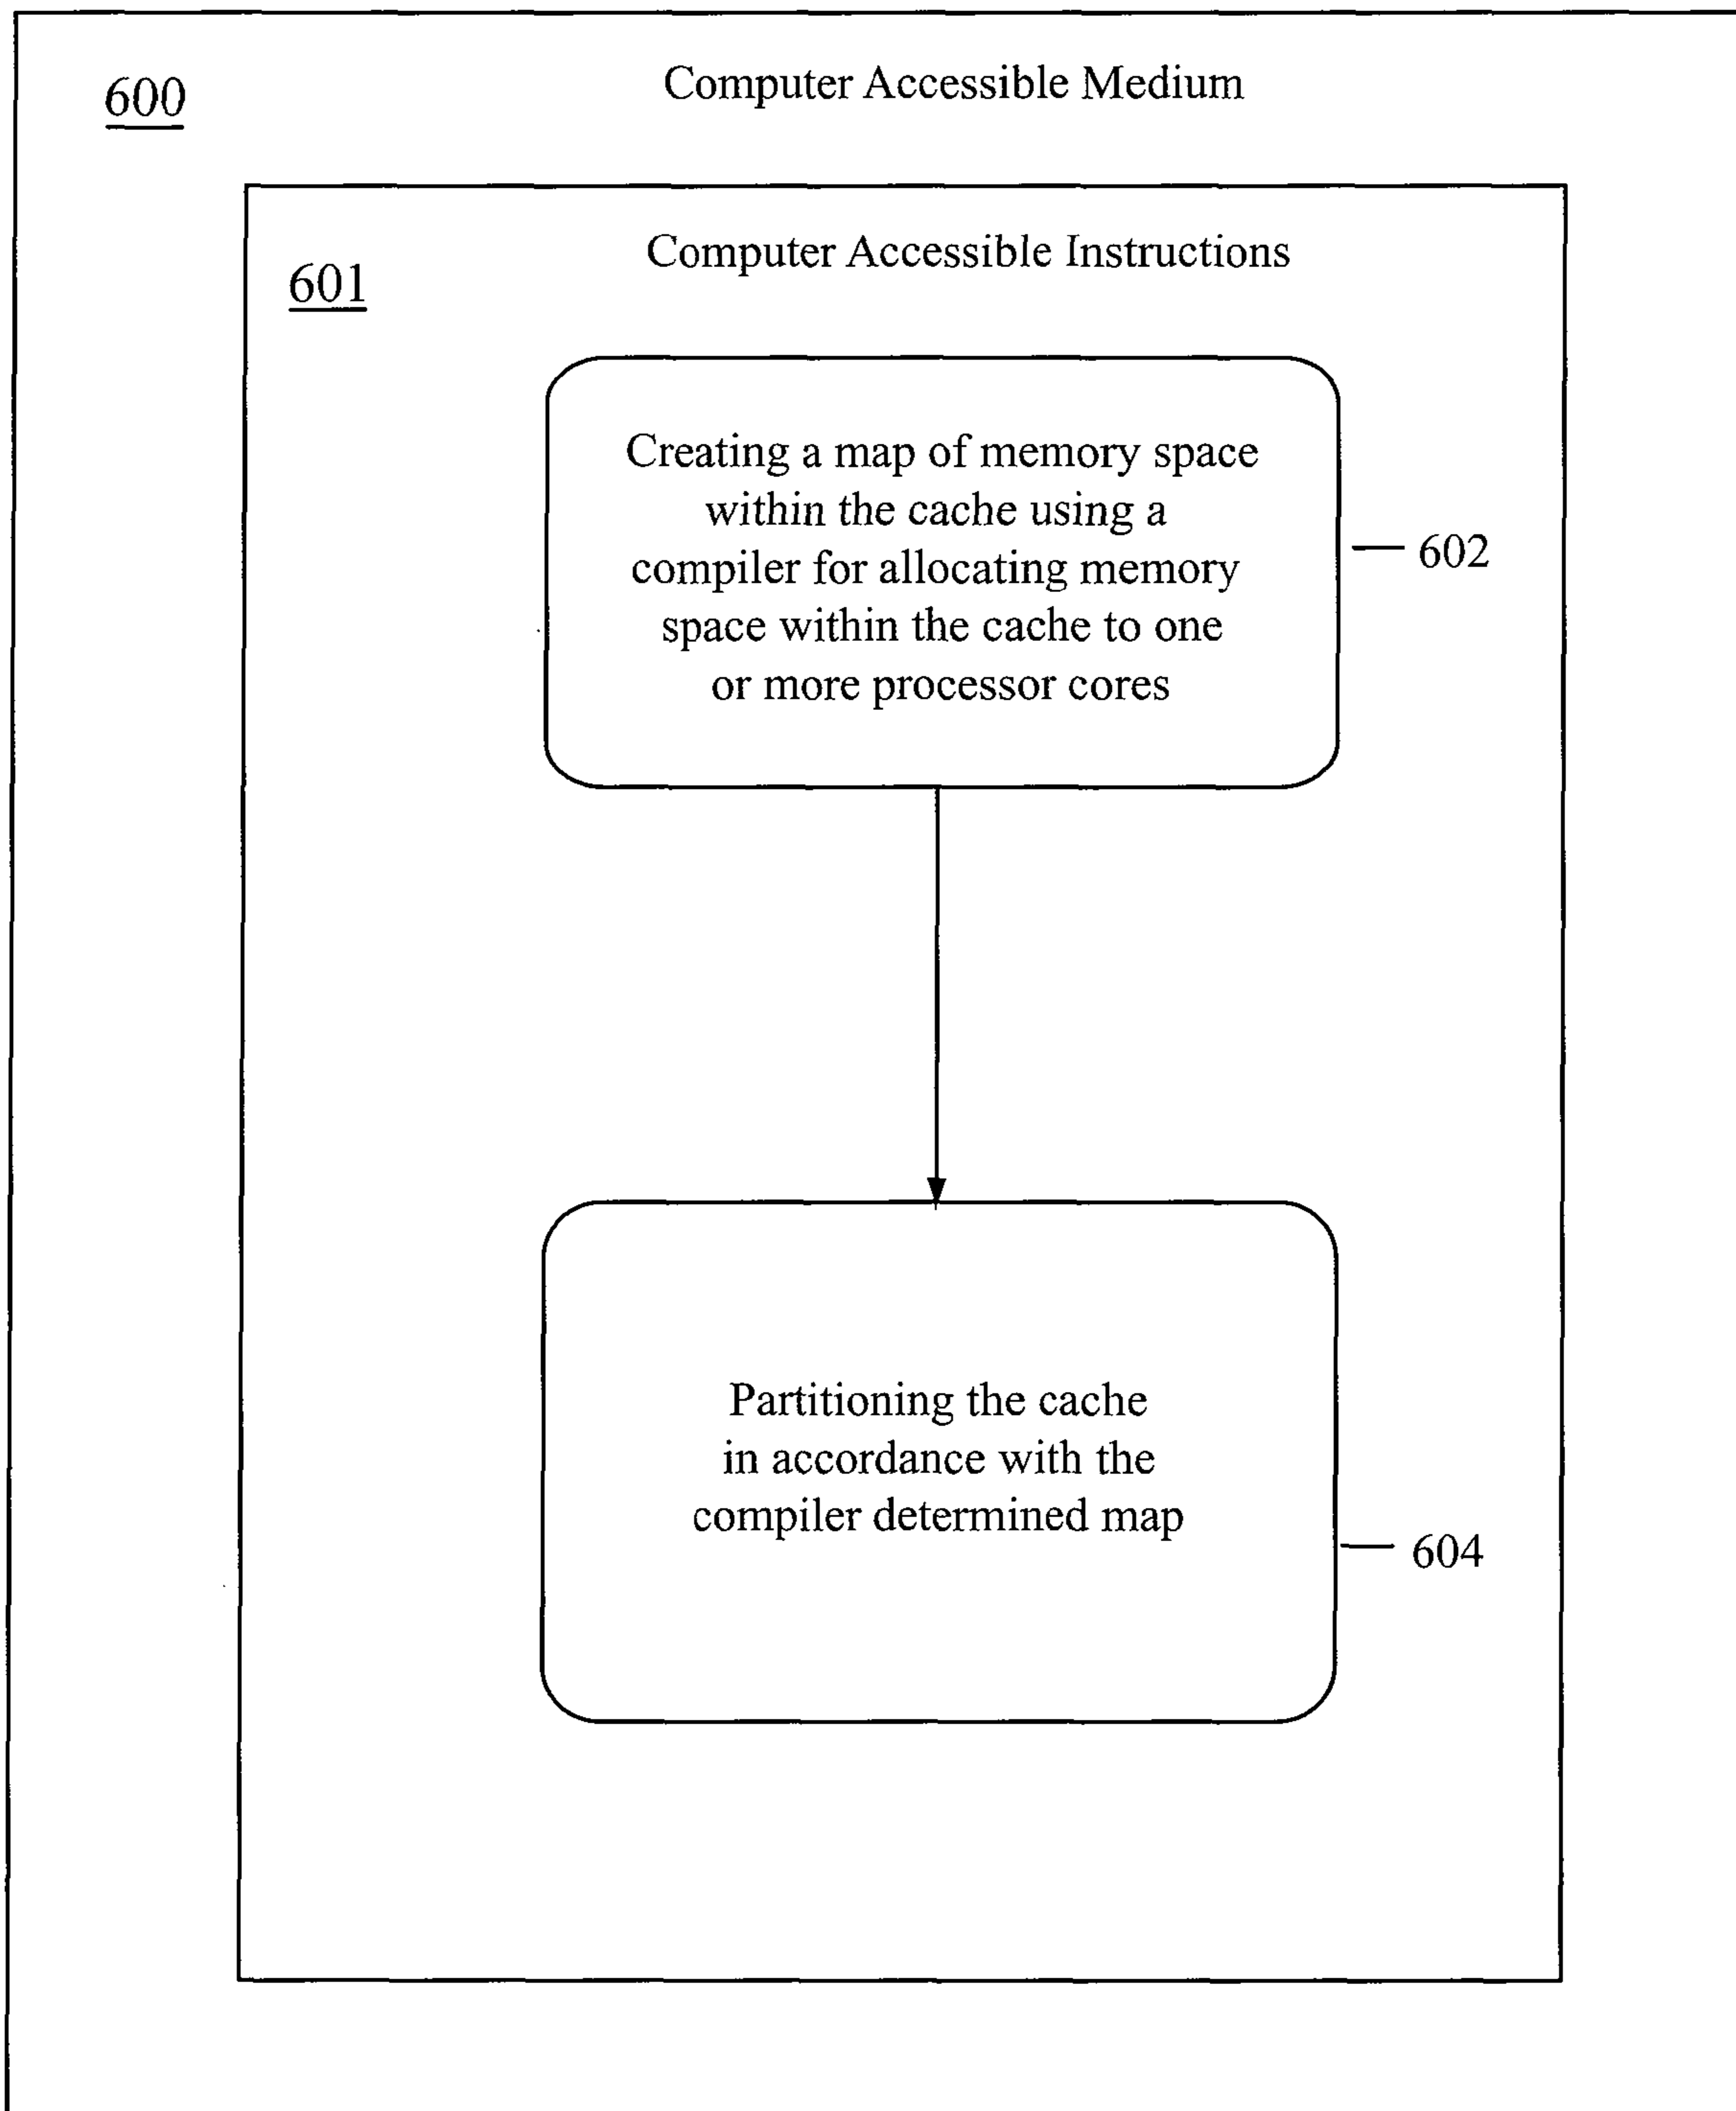 600
Computer Accessible Medium
601
Computer Accessible Instructions
Creating a map of memory space
within the cache using a
compiler for allocating memory
space within the cache to one
or more processor cores
602
Partitioning the cache
in accordance with the
compiler determined map
604